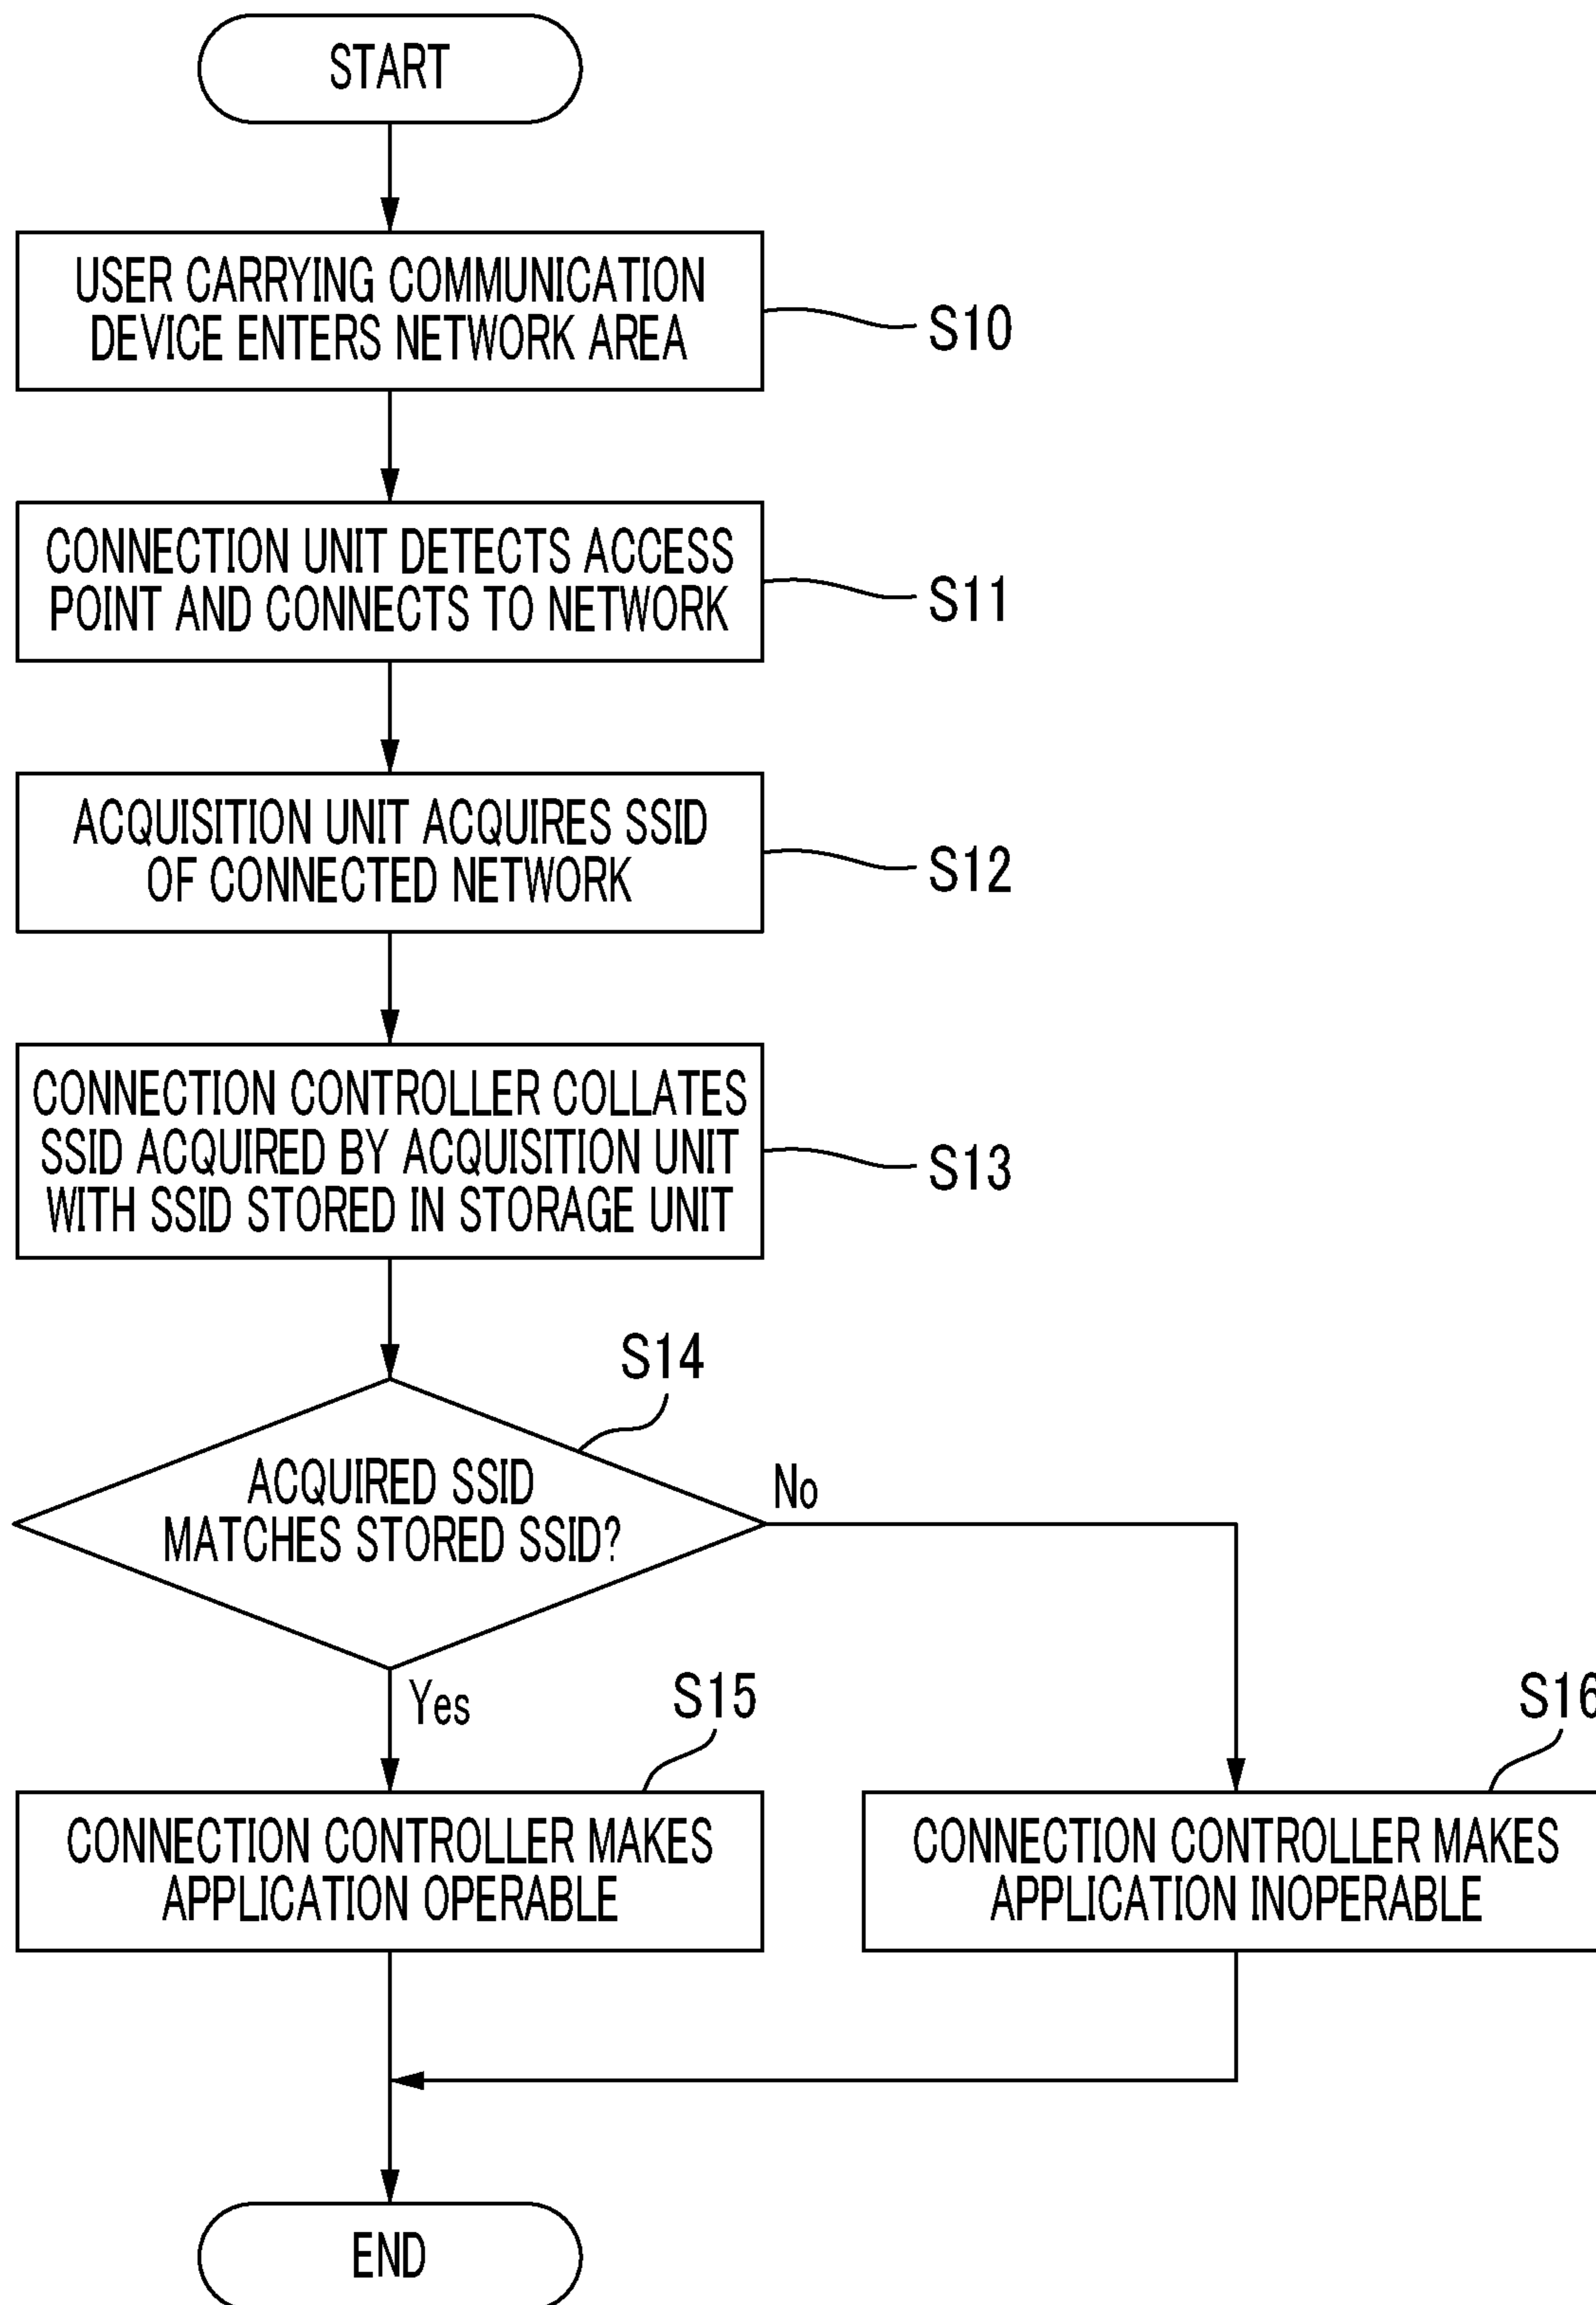 START
USER CARRYING COMMUNICATION
DEVICE ENTERS NETWORK AREA
S10
CONNECTION UNIT DETECTS ACCESS
POINT AND CONNECTS TO NETWORK
S11
ACQUISITION UNIT ACQUIRES SSID
OF CONNECTED NETWORK
S12
CONNECTION CONTROLLER COLLATES
SSID ACQUIRED BY ACQUISITION UNIT
WITH SSID STORED IN STORAGE UNIT
S13
S14
ACQUIRED SSID
MATCHES STORED SSID?
No
Yes
S15
CONNECTION CONTROLLER MAKES
APPLICATION OPERABLE
S16
CONNECTION CONTROLLER MAKES
APPLICATION INOPERABLE
END